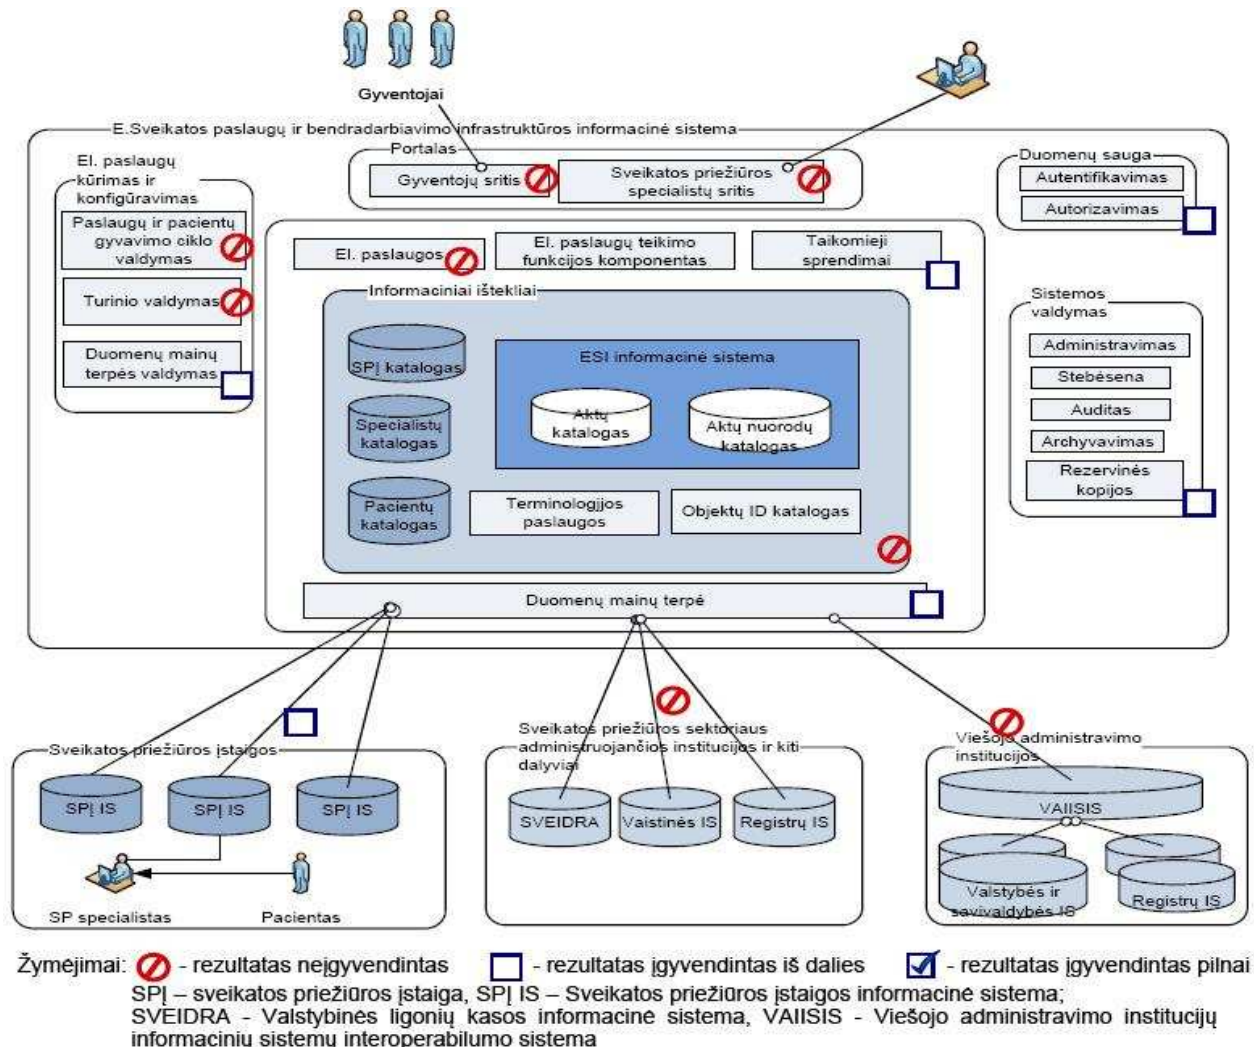 Gyventojai
E.Sveikatos paslaugų ir bendradarbiavimo infrastruktūros informacinė sistema
El. paslaugų
kūrimas ir
konfigūravimas
Paslaugų ir pacientų
gyvavimo ciklo
valdymas
Turinio valdymas
Duomenų mainų
terpės valdymas
Portalas
Gyventojų sritis
Sveikatos priežiūros
specialistų sritis
Duomenų sauga
Autentifikavimas
Autorizavimas
El. paslaugos
El. paslaugų teikimo
funkcijos komponentas
Taikomieji
sprendimai
Informaciniai ištekliai
SPĮ katalogas
Specialistų
katalogas
Pacientų
katalogas
ESI informacinė sistema
Aktų
katalogas
Aktų nuorodų
katalogas
Terminologjjos
paslaugos
Objektų ID katalogas
Sistemos
valdymas
Administravimas
Stebėsena
Auditas
Archyvavimas
Rezervinės
kopijos
Duomenų mainų terpė
Sveikatos priežiūros įstaigos
SPĮ IS
SPĮ IS
SPĮ IS
SP specialistas
Pacientas
Sveikatos priežiūros sektoriaus
administruojančios institucijos ir kiti
dalyviai
SVEIDRA
Vaistinės IS
Registrų IS
Viešojo administravimo
institucijos
VAIISIS
Valstybės ir
savivaldybės IS
Registrų IS
Žymėjimai: - rezultatas neįgyvendintas - rezultatas įgyvendintas iš dalies - rezultatas įgyvendintas pilnai
SPĮ – sveikatos priežiūros įstaiga, SPĮ IS – Sveikatos priežiūros įstaigos informacinė sistema;
SVEIDRA - Valstybinės ligonių kasos informacinė sistema, VAIISIS - Viešojo administravimo institucijų
informacinių sistemų interoperabilumo sistema